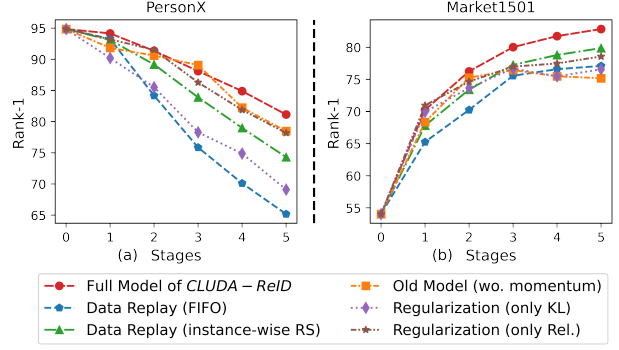 PersonX
Market1501
Rank-1
95
90
85
80
75
70
65
0 1 2 3 4 5
(a) Stages
Rank-1
80
75
70
65
60
55
0 1 2 3 4 5
(b) Stages
Full Model of CLUDA − ReID
Data Replay (FIFO)
Data Replay (instance-wise RS)
Old Model (wo. momentum)
Regularization (only KL)
Regularization (only Rel.)